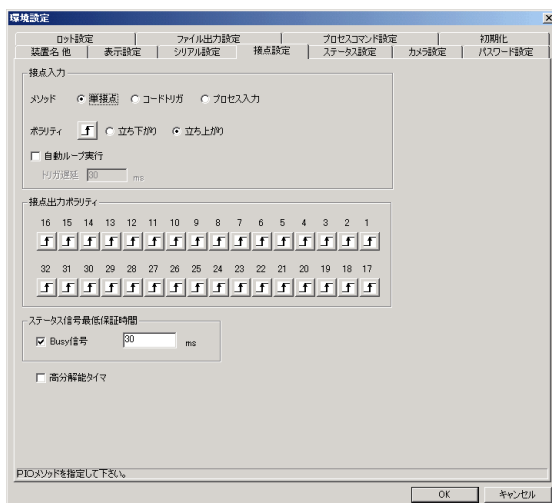 環境設定
ロット設定 ファイル出力設定 プロセスコマンド設定 初期化
装置名 他 表示設定 シリアル設定 接点設定 ステータス設定 カメラ設定 パスワード設定
接点入力
メソッド 単接点 コードトリガ プロセス入力
ポラリティ 立ち下がり 立ち上がり
自動ループ実行
トリガ遅延 30 ms
接点出力ポラリティ
16 15 14 13 12 11 10 9 8 7 6 5 4 3 2 1
32 31 30 29 28 27 26 25 24 23 22 21 20 19 18 17
ステータス信号最低保証時間
Busy信号 30 ms
高分解能タイマ
PIOメソッドを指定して下さい。
OK キャンセル